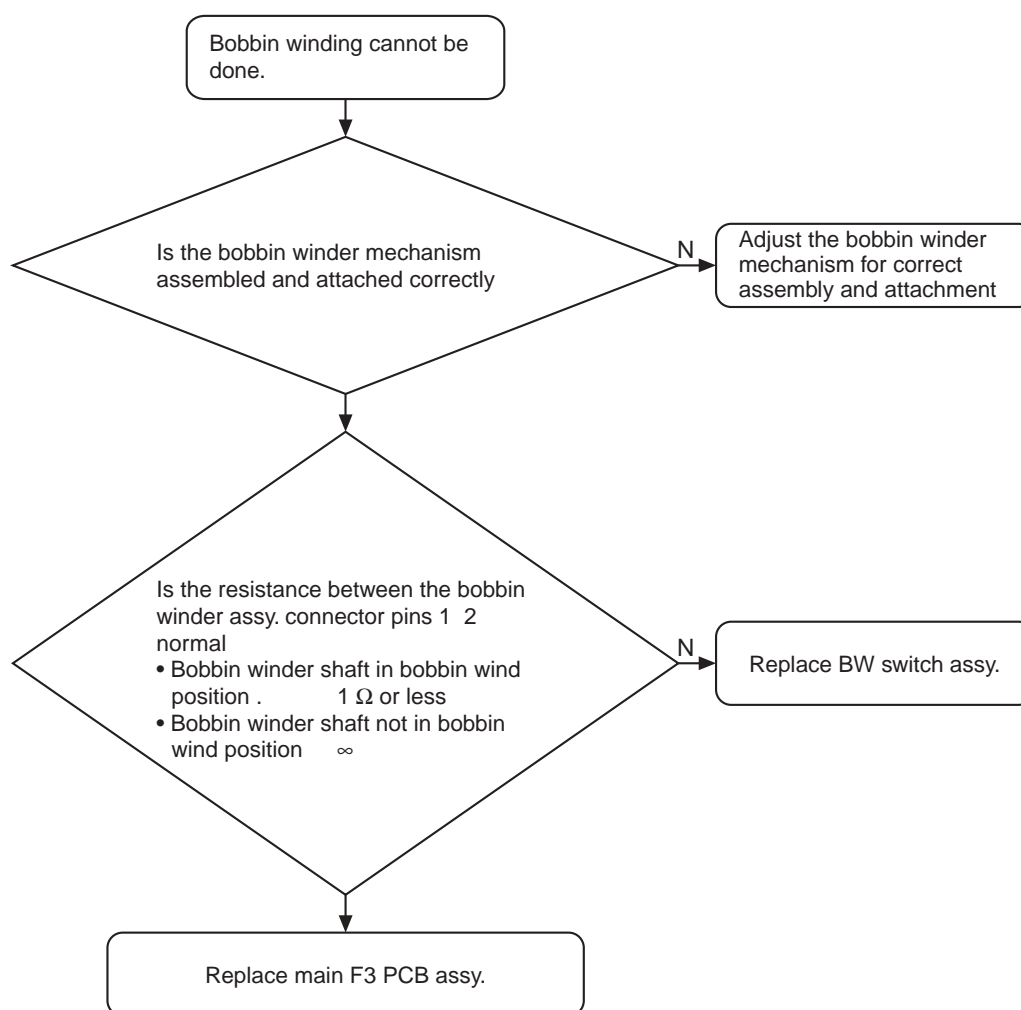 Bobbin winding cannot be
done.
Is the bobbin winder mechanism
assembled and attached correctly
N
Adjust the bobbin winder
mechanism for correct
assembly and attachment
Is the resistance between the bobbin
winder assy. connector pins 1 2
normal
• Bobbin winder shaft in bobbin wind
position . 1 Ω or less
• Bobbin winder shaft not in bobbin
wind position ∞
N
Replace BW switch assy.
Replace main F3 PCB assy.